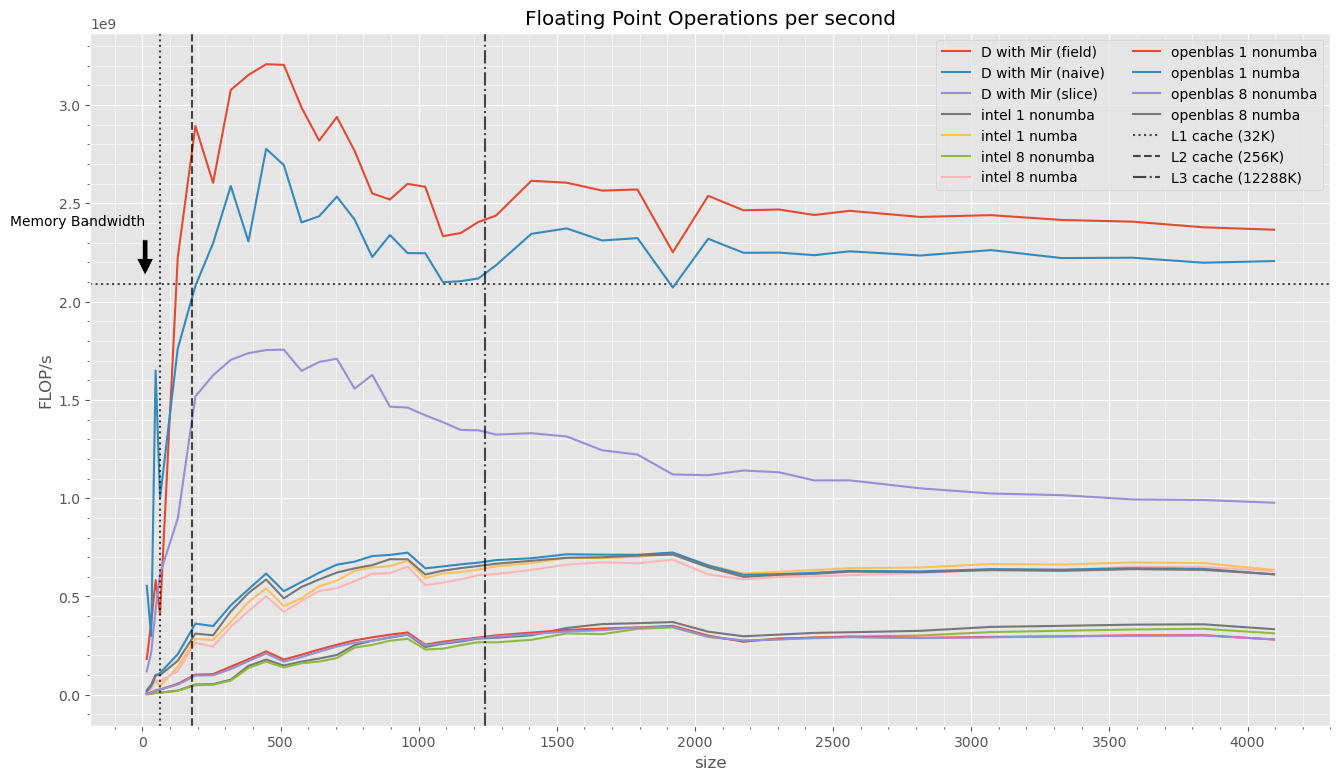 Floating Point Operations per second
1e9
D with Mir (field)
D with Mir (naive)
D with Mir (slice)
intel 1 nonumba
intel 1 numba
intel 8 nonumba
intel 8 numba
openblas 1 nonumba
openblas 1 numba
openblas 8 nonumba
openblas 8 numba
L1 cache (32K)
L2 cache (256K)
L3 cache (12288K)
Memory Bandwidth
FLOP/s
3.0
2.5
2.0
1.5
1.0
0.5
0.0
0 500 1000 1500 2000 2500 3000 3500 4000
size